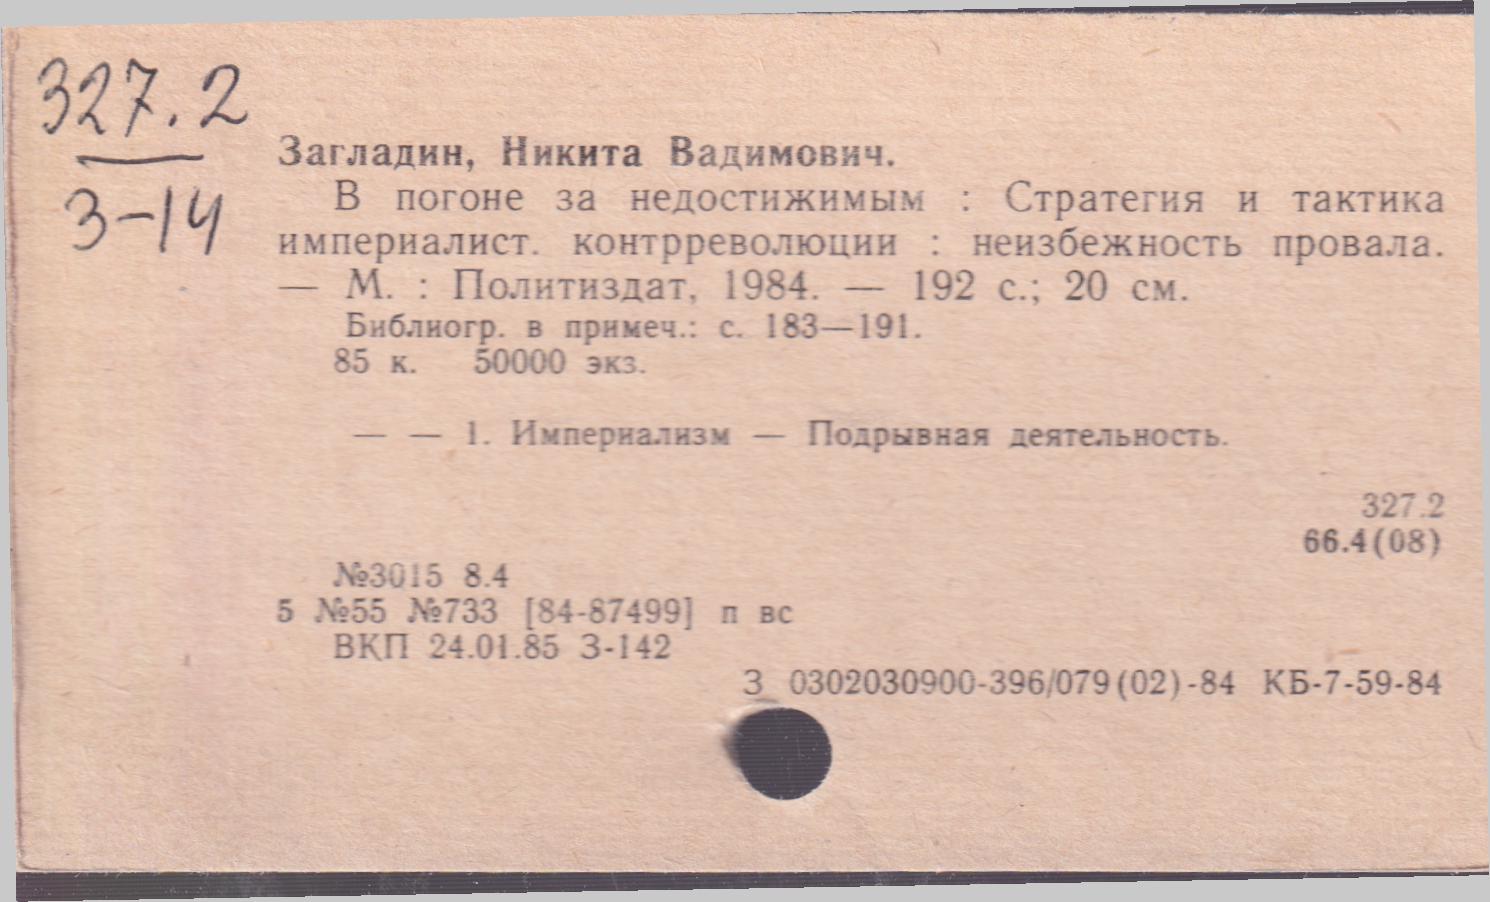 327.2
З-14
Загладин, Никита Вадимович.
В погоне за недостижимым : Стратегия и тактика
империалист. контрреволюции : неизбежность провала.
— М. : Политиздат, 1984. — 192 с.; 20 см.
Библиогр. в примеч.: с. 183—191.
85 к. 50000 экз.
— — 1. Империализм — Подрывная деятельность.
327.2
66.4(08)
№3015 8.4
5 №55 №733 [84-87499] п вс
ВКП 24.01.85 З-142
З 0302030900-396/079(02)-84 КБ-7-59-84